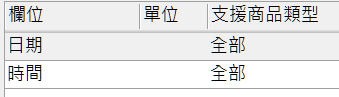 欄位 單位 支援商品類型
日期 全部
時間 全部